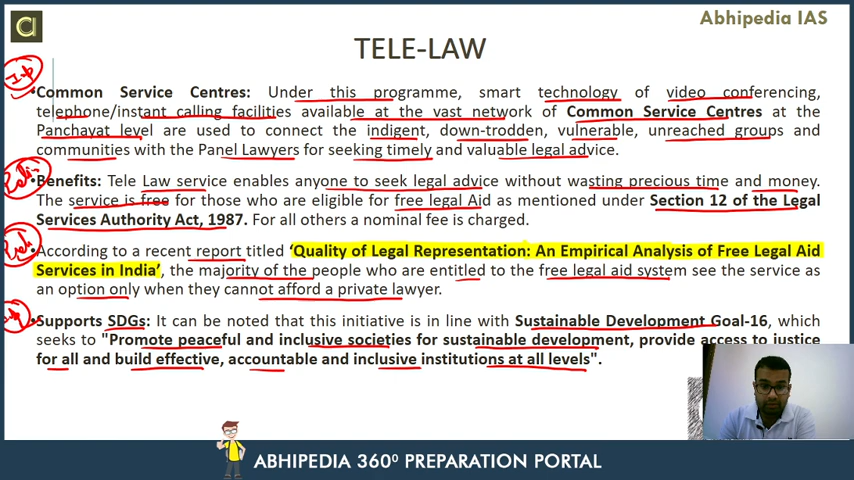 Abhipedia IAS
TELE-LAW
•Common Service Centres: Under this programme, smart technology of video conferencing,
telephone/instant calling facilities available at the vast network of Common Service Centres at the
Panchayat level are used to connect the indigent, down-trodden, vulnerable, unreached groups and
communities with the Panel Lawyers for seeking timely and valuable legal advice.
•Benefits: Tele Law service enables anyone to seek legal advice without wasting precious time and money.
The service is free for those who are eligible for free legal Aid as mentioned under Section 12 of the Legal
Services Authority Act, 1987. For all others a nominal fee is charged.
•According to a recent report titled 'Quality of Legal Representation: An Empirical Analysis of Free Legal Aid
Services in India', the majority of the people who are entitled to the free legal aid system see the service as
an option only when they cannot afford a private lawyer.
•Supports SDGs: It can be noted that this initiative is in line with Sustainable Development Goal-16, which
seeks to "Promote peaceful and inclusive societies for sustainable development, provide access to justice
for all and build effective, accountable and inclusive institutions at all levels".
ABHIPEDIA 360⁰ PREPARATION PORTAL